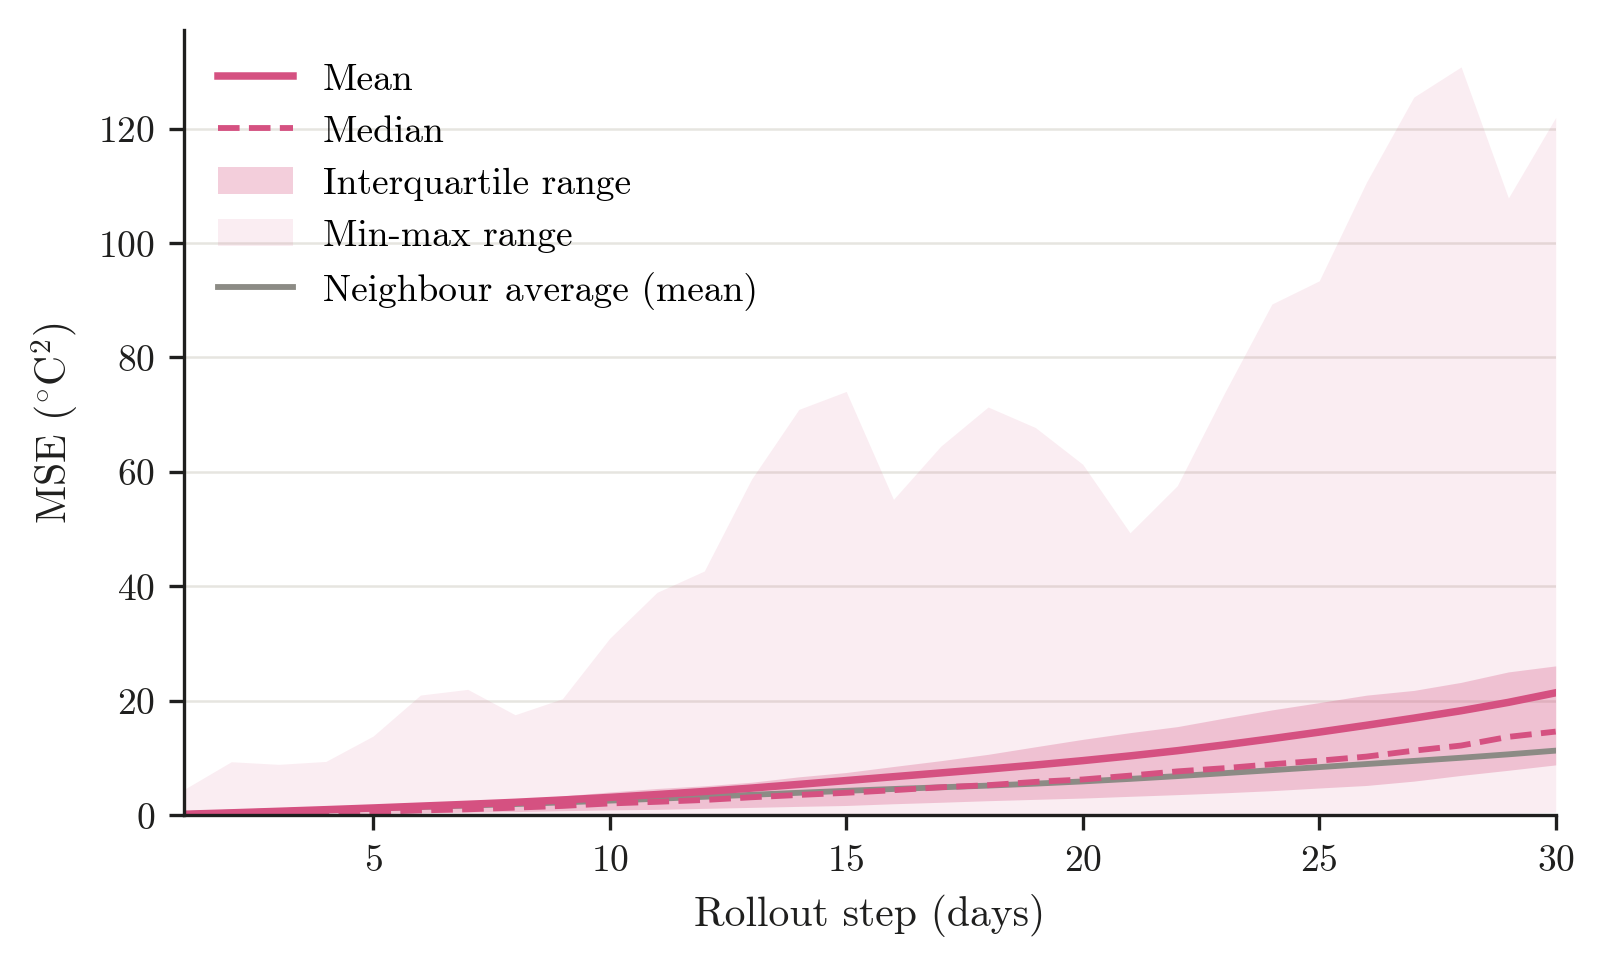 Mean
Median
Interquartile range
Min-max range
Neighbour average (mean)
120
100
80
60
40
20
0
MSE (°C²)
5 10 15 20 25 30
Rollout step (days)